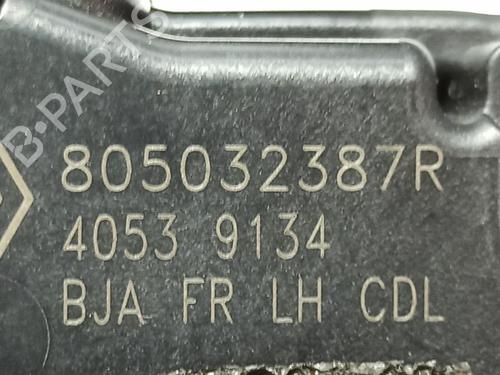 B-PARTS
805032387R
4053 9134
BJA FR LH CDL